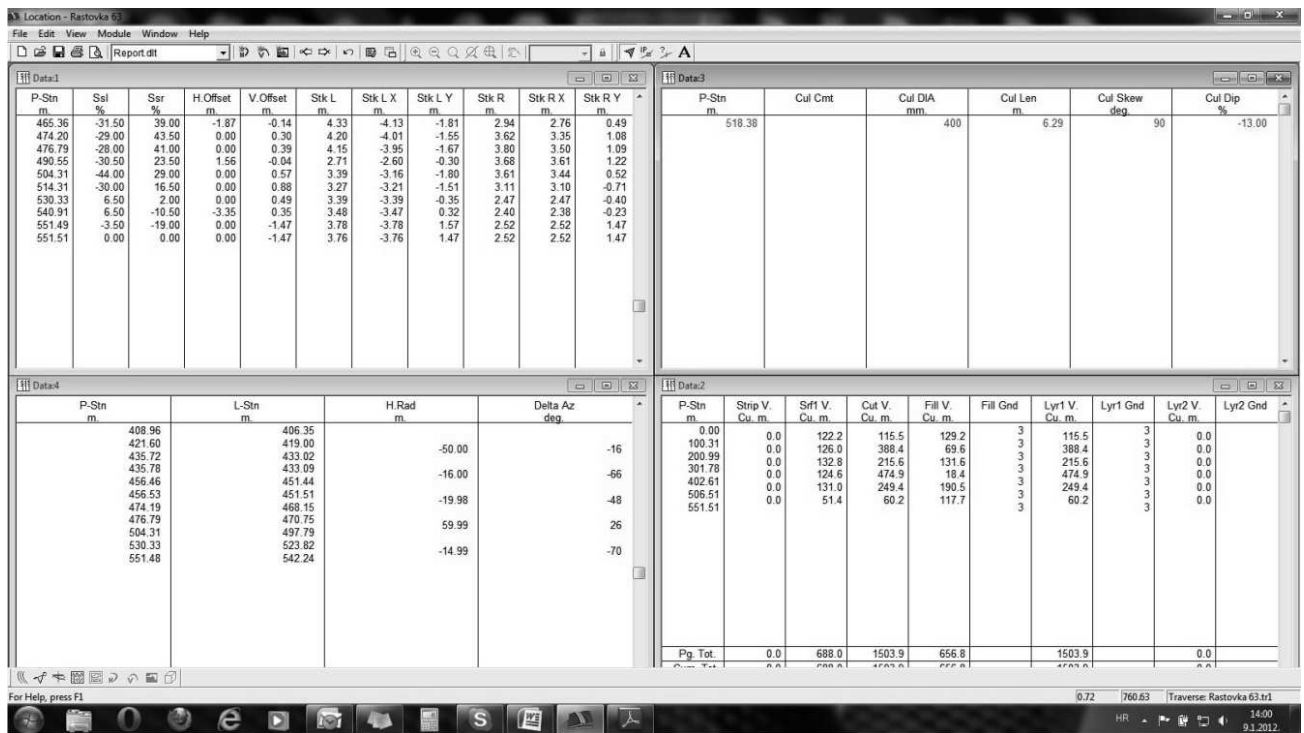 Location - Rastovka 63
File Edit View Module Window Help
Report.dlt
Data:1
P-Stn Ssl Ssr H.Offset V.Offset Stk L Stk L X Stk L Y Stk R Stk R X Stk R Y
m. % % m. m. m. m. m. m. m. m.
465.36 -31.50 39.00 -1.87 -0.14 4.33 -4.13 -1.81 2.94 2.76 0.49
474.20 -29.00 43.50 0.00 0.30 4.20 -4.01 -1.55 3.62 3.35 1.08
476.79 -28.00 41.00 0.00 0.39 4.15 -3.95 -1.67 3.80 3.50 1.09
490.55 -30.50 23.50 1.56 -0.04 2.71 -2.60 -0.30 3.68 3.61 1.22
504.31 -44.00 29.00 0.00 0.57 3.39 -3.16 -1.80 3.61 3.44 0.52
514.31 -30.00 16.50 0.00 0.88 3.27 -3.21 -1.51 3.11 3.10 -0.71
530.33 6.50 2.00 0.00 0.49 3.39 -3.39 -0.35 2.47 2.47 -0.40
540.91 6.50 -10.50 -3.35 0.35 3.48 -3.47 0.32 2.40 2.38 -0.23
551.49 -3.50 -19.00 0.00 -1.47 3.78 -3.78 1.57 2.52 2.52 1.47
551.51 0.00 0.00 0.00 -1.47 3.76 -3.76 1.47 2.52 2.52 1.47
Data:3
P-Stn Cul Cmt Cul DIA Cul Len Cul Skew Cul Dip
m. mm. m. deg. %
518.38 400 6.29 90 -13.00
Data:4
P-Stn L-Stn H.Rad Delta Az
m. m. m. deg.
408.96 406.35
421.60 419.00
-50.00 -16
435.72 433.02
435.78 433.09
-16.00 -66
456.46 451.44
456.53 451.51
-19.98 -48
474.19 468.15
476.79 470.75
59.99 26
504.31 497.79
530.33 523.82
-14.99 -70
551.48 542.24
Data:2
P-Stn Strip V. Srf1 V. Cut V. Fill V. Fill Gnd Lyr1 V. Lyr1 Gnd Lyr2 V. Lyr2 Gnd
m. Cu. m. Cu. m. Cu. m. Cu. m. Cu. m. Cu. m.
0.00 3 3
0.0 122.2 115.5 129.2 115.5 0.0
100.31 3 3
0.0 126.0 388.4 69.6 388.4 0.0
200.99 3 3
0.0 132.8 215.6 131.6 215.6 0.0
301.78 3 3
0.0 124.6 474.9 18.4 474.9 0.0
402.61 3 3
0.0 131.0 249.4 190.5 249.4 0.0
506.51 3 3
0.0 51.4 60.2 117.7 60.2 0.0
551.51 3 3
Pg. Tot. 0.0 688.0 1503.9 656.8 1503.9 0.0
For Help, press F1
0.72 760.63 Traverse: Rastovka 63.tr1
HR 14:00
9.1.2012.